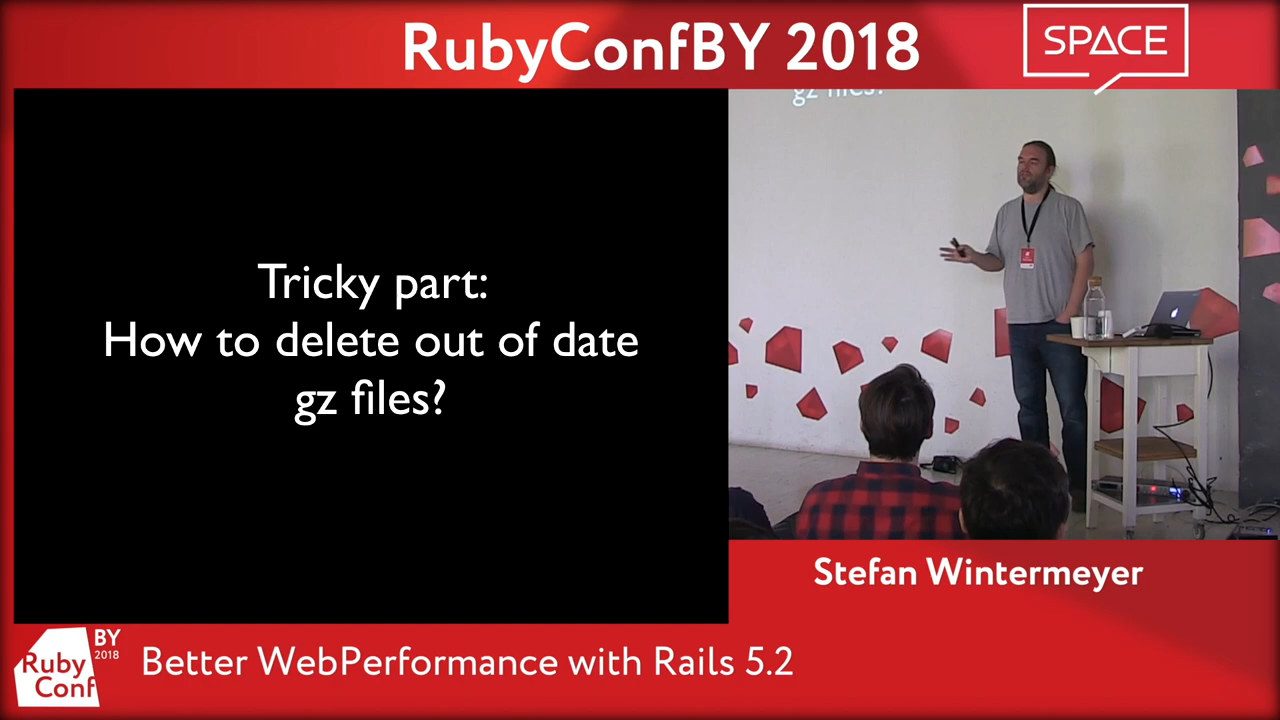 RubyConfBY 2018
SPACE
gz files?
Tricky part:
How to delete out of date
gz files?
Stefan Wintermeyer
Ruby
Conf
BY
2018
Better WebPerformance with Rails 5.2